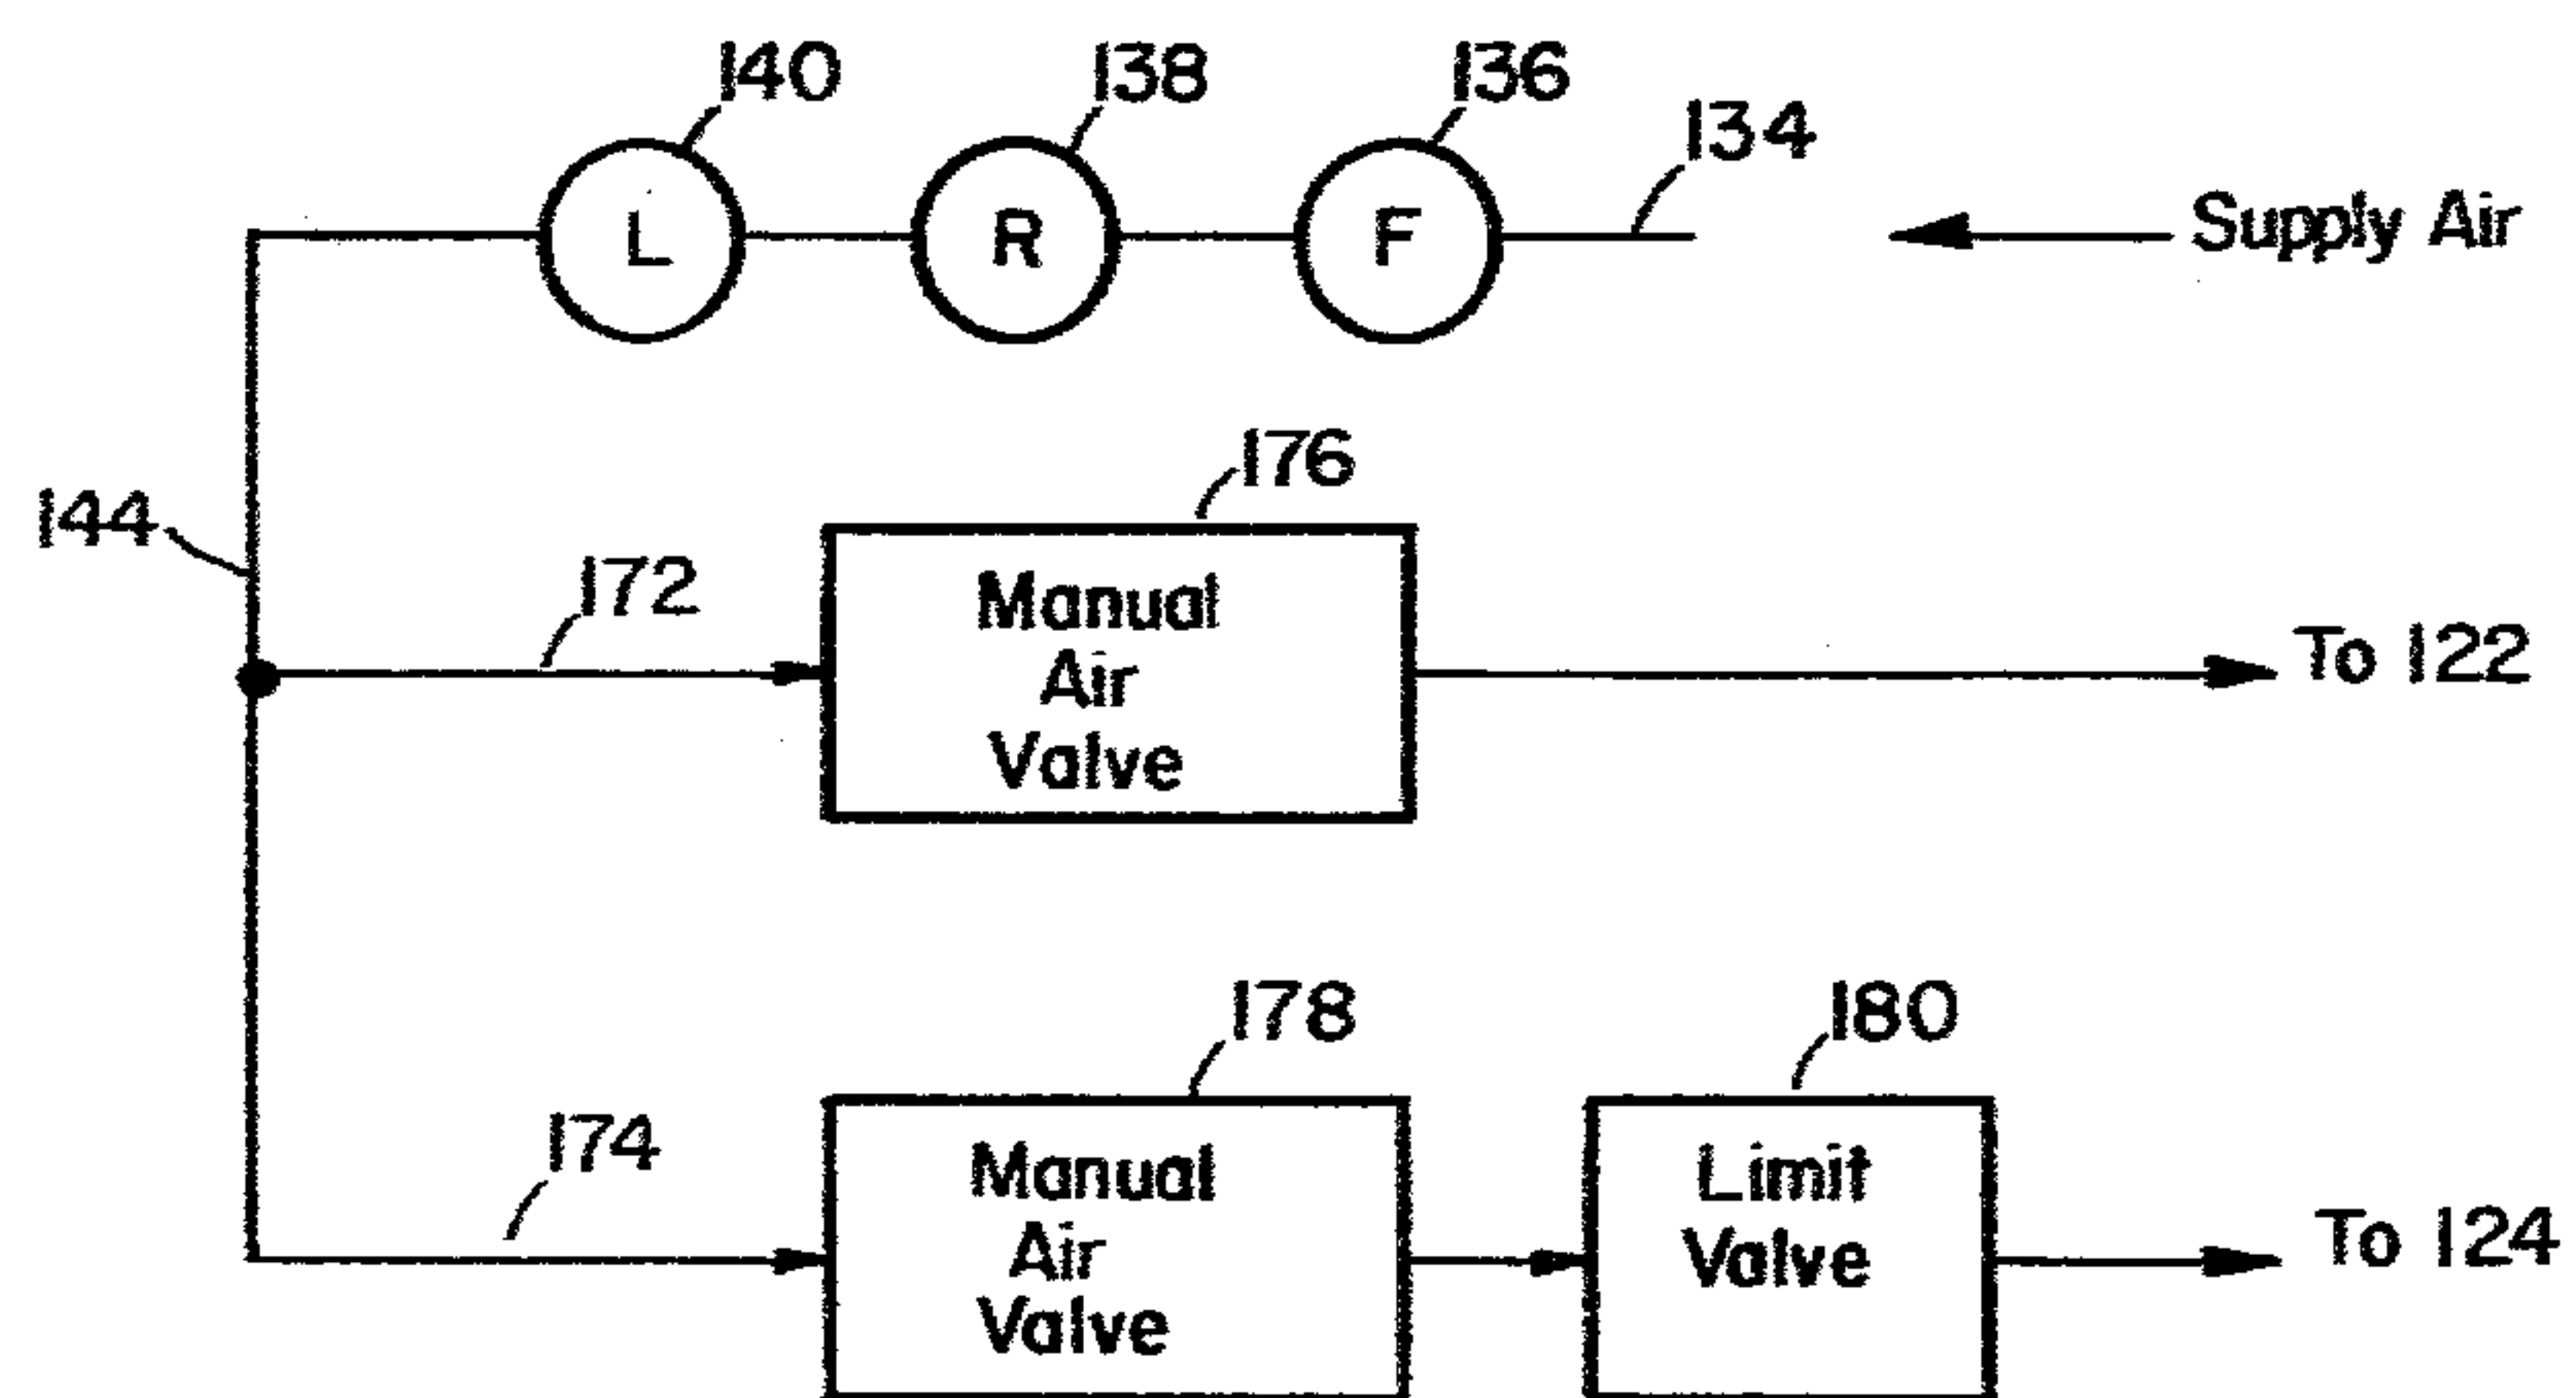 140
138
136
134
L
R
F
Supply Air
144
172
176
Manual
Air
Valve
To 122
174
178
Manual
Air
Valve
180
Limit
Valve
To 124